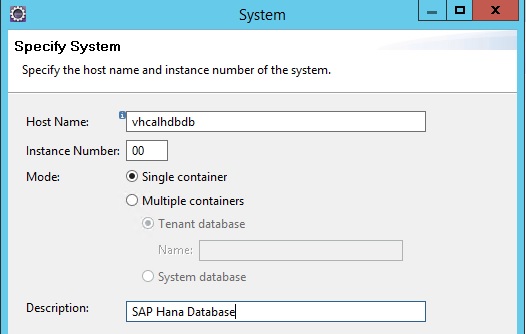 System
Specify System
Specify the host name and instance number of the system.
Host Name: vhcalhdbdb
Instance Number: 00
Mode: Single container
Multiple containers
Tenant database
Name:
System database
Description: SAP Hana Database